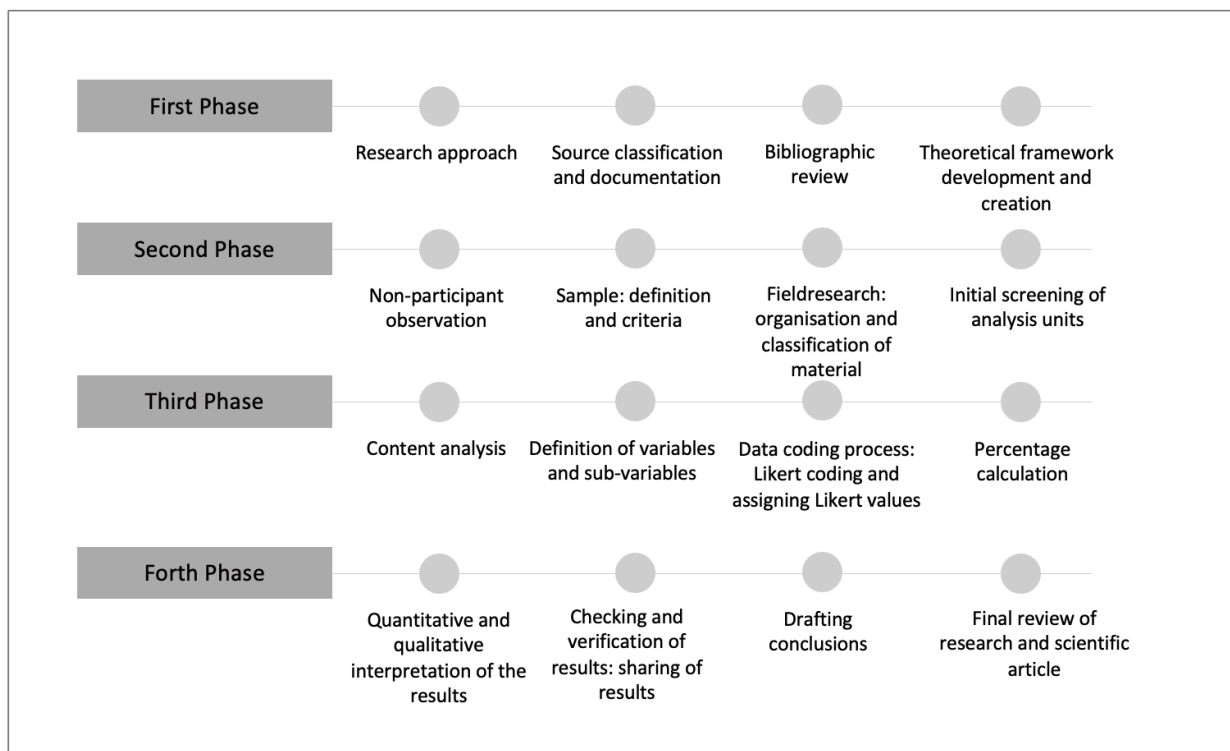 First Phase
Research approach
Source classification
and documentation
Bibliographic
review
Theoretical framework
development and
creation
Second Phase
Non-participant
observation
Sample: definition
and criteria
Fieldresearch:
organisation and
classification of
material
Initial screening of
analysis units
Third Phase
Content analysis
Definition of variables
and sub-variables
Data coding process:
Likert coding and
assigning Likert values
Percentage
calculation
Forth Phase
Quantitative and
qualitative
interpretation of the
results
Checking and
verification of
results: sharing of
results
Drafting
conclusions
Final review of
research and scientific
article